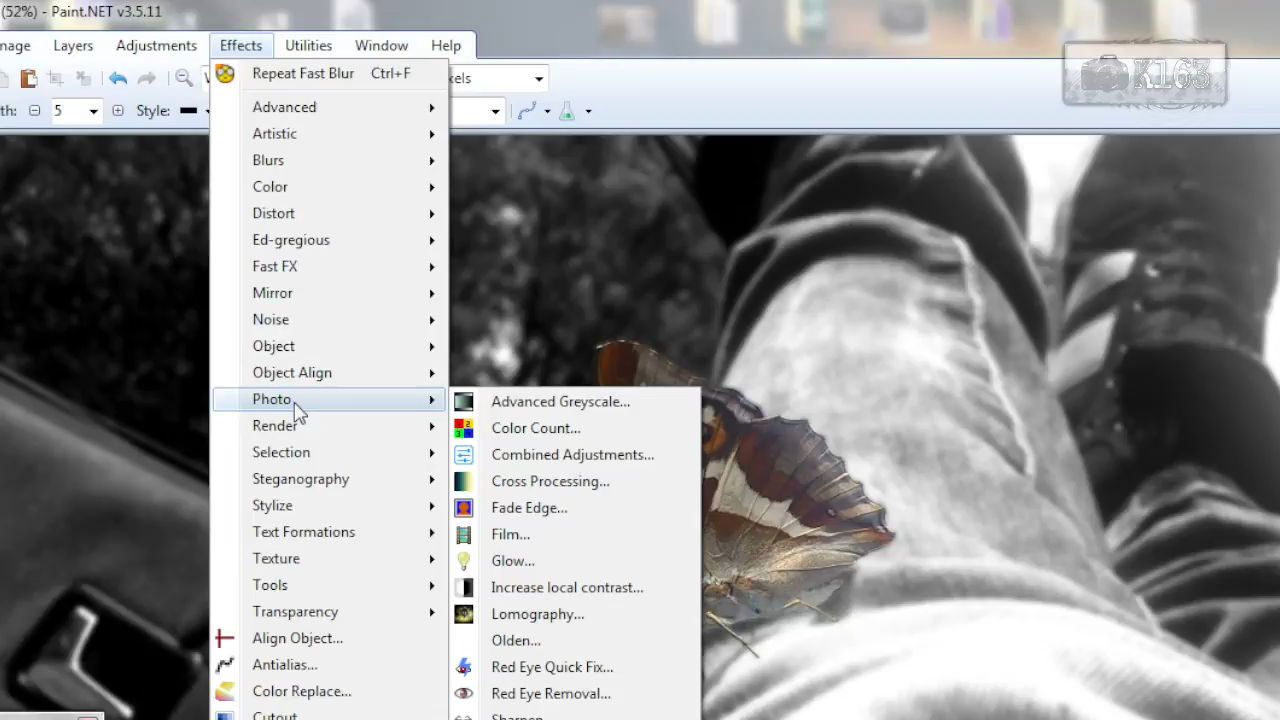 (52%) - Paint.NET v3.5.11
mage Layers Adjustments Effects Utilities Window Help
K163
Repeat Fast Blur Ctrl+F
xels
th: 5 Style:
Advanced
Artistic
Blurs
Color
Distort
Ed-gregious
Fast FX
Mirror
Noise
Object
Object Align
Photo
Render
Selection
Steganography
Stylize
Text Formations
Texture
Tools
Transparency
Align Object...
Antialias...
Color Replace...
Cutout
Advanced Greyscale...
Color Count...
Combined Adjustments...
Cross Processing...
Fade Edge...
Film...
Glow...
Increase local contrast...
Lomography...
Olden...
Red Eye Quick Fix...
Red Eye Removal...
Sharpen